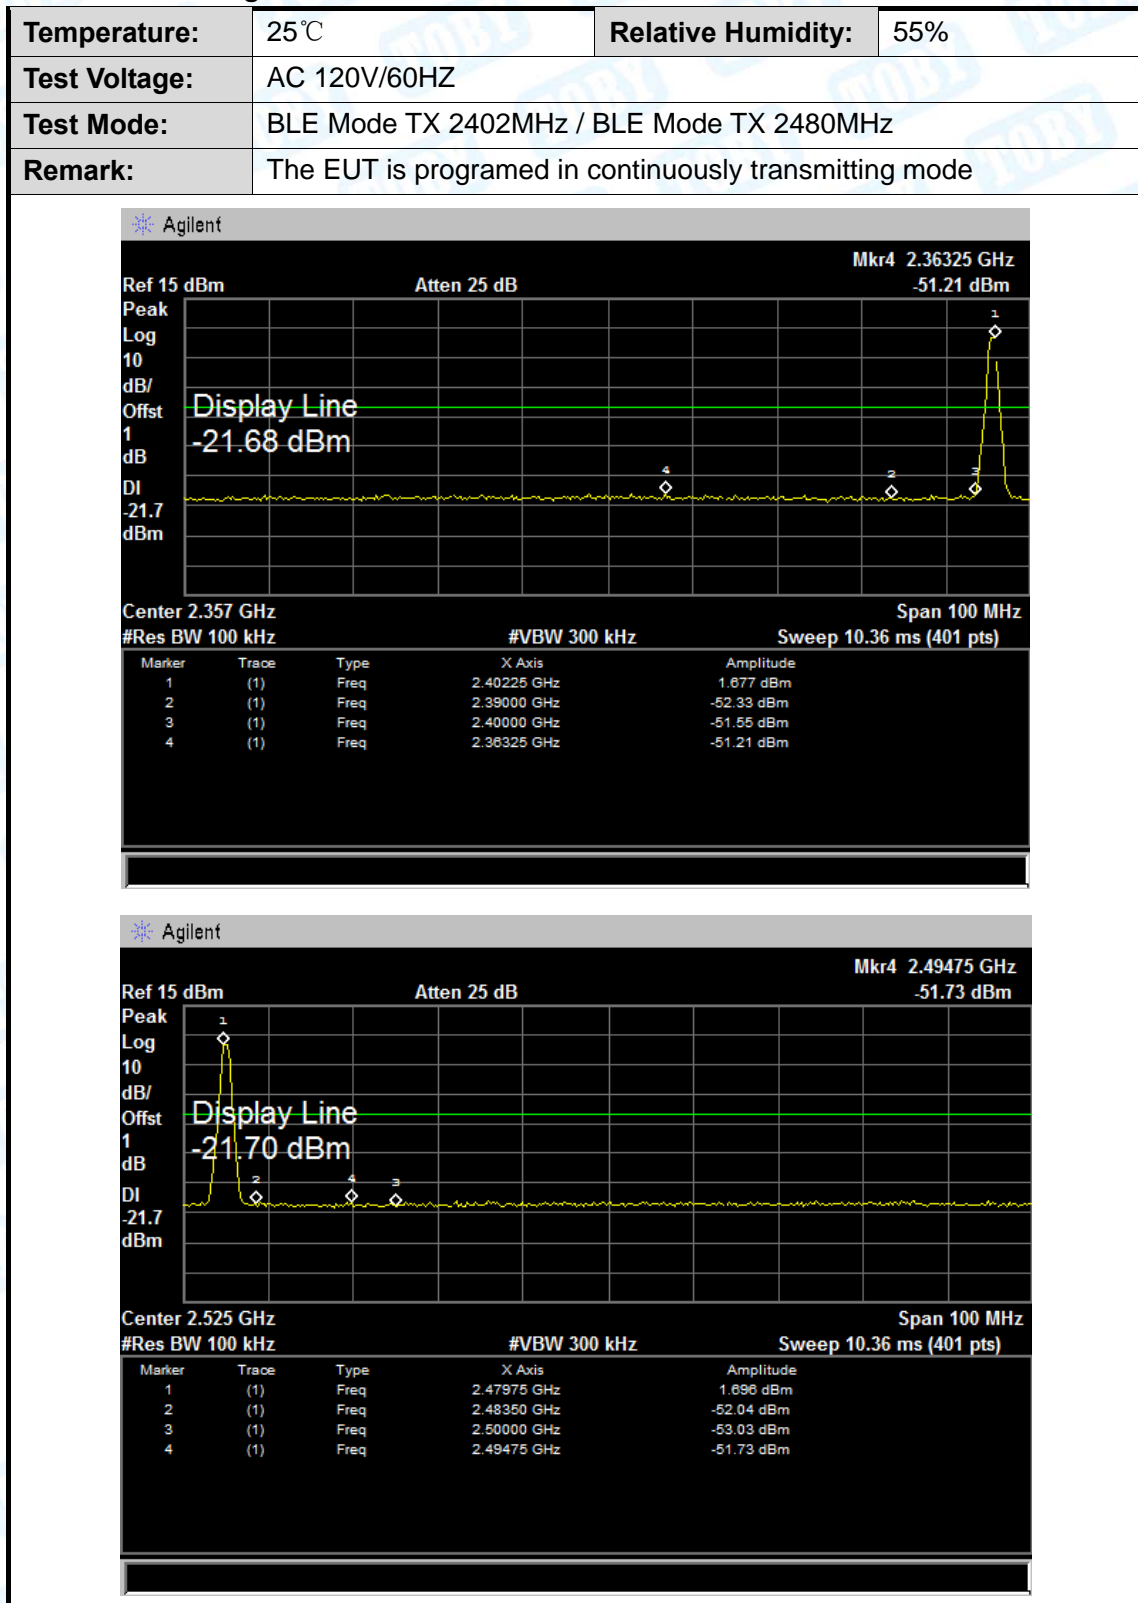 Temperature: 25℃ Relative Humidity: 55%
Test Voltage: AC 120V/60HZ
Test Mode: BLE Mode TX 2402MHz / BLE Mode TX 2480MHz
Remark: The EUT is programed in continuously transmitting mode
Agilent
Mkr4 2.36325 GHz
Ref 15 dBm Atten 25 dB -51.21 dBm
Peak
Log
10
dB/
Offst
1
dB
DI
-21.7
dBm
Display Line
-21.68 dBm
1
4
2
3
Center 2.357 GHz Span 100 MHz
#Res BW 100 kHz #VBW 300 kHz Sweep 10.36 ms (401 pts)
Marker Trace Type X Axis Amplitude
1 (1) Freq 2.40225 GHz 1.677 dBm
2 (1) Freq 2.39000 GHz -52.33 dBm
3 (1) Freq 2.40000 GHz -51.55 dBm
4 (1) Freq 2.36325 GHz -51.21 dBm
Agilent
Mkr4 2.49475 GHz
Ref 15 dBm Atten 25 dB -51.73 dBm
Peak
Log
10
dB/
Offst
1
dB
DI
-21.7
dBm
1
Display Line
-21.70 dBm
2
4
3
Center 2.525 GHz Span 100 MHz
#Res BW 100 kHz #VBW 300 kHz Sweep 10.36 ms (401 pts)
Marker Trace Type X Axis Amplitude
1 (1) Freq 2.47975 GHz 1.696 dBm
2 (1) Freq 2.48350 GHz -52.04 dBm
3 (1) Freq 2.50000 GHz -53.03 dBm
4 (1) Freq 2.49475 GHz -51.73 dBm